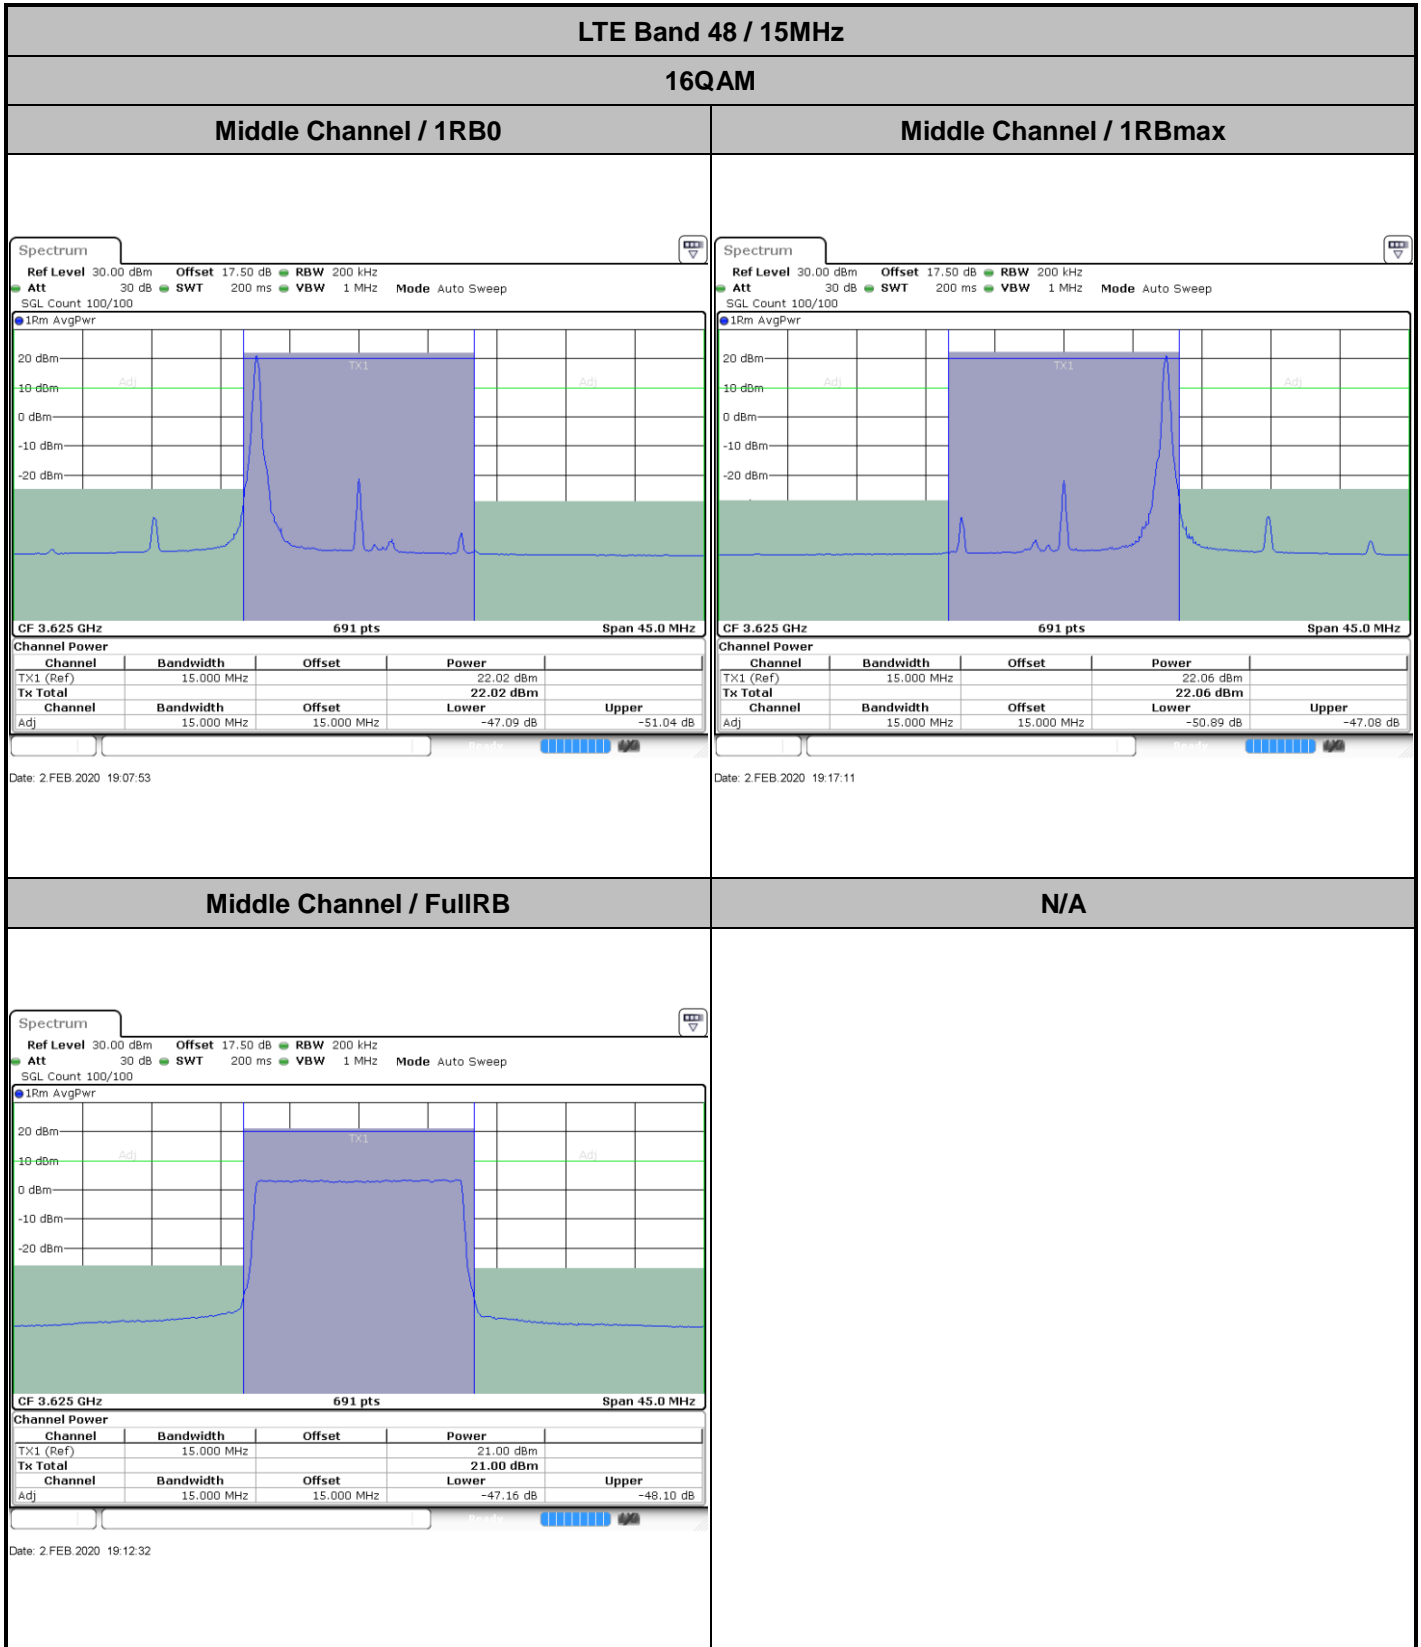 LTE Band 48 / 15MHz
16QAM
Middle Channel / 1RB0
Middle Channel / 1RBmax
Spectrum
Ref Level 30.00 dBm Offset 17.50 dB RBW 200 kHz
Att 30 dB SWT 200 ms VBW 1 MHz Mode Auto Sweep
SGL Count 100/100
1Rm AvgPwr
20 dBm
10 dBm
0 dBm
-10 dBm
-20 dBm
Adj
TX1
Adj
CF 3.625 GHz 691 pts Span 45.0 MHz
Channel Power
Channel Bandwidth Offset Power
TX1 (Ref) 15.000 MHz 22.02 dBm
Tx Total 22.02 dBm
Channel Bandwidth Offset Lower Upper
Adj 15.000 MHz 15.000 MHz -47.09 dB -51.04 dB
Ready
Date: 2.FEB.2020 19:07:53
Spectrum
Ref Level 30.00 dBm Offset 17.50 dB RBW 200 kHz
Att 30 dB SWT 200 ms VBW 1 MHz Mode Auto Sweep
SGL Count 100/100
1Rm AvgPwr
20 dBm
10 dBm
0 dBm
-10 dBm
-20 dBm
Adj
TX1
Adj
CF 3.625 GHz 691 pts Span 45.0 MHz
Channel Power
Channel Bandwidth Offset Power
TX1 (Ref) 15.000 MHz 22.06 dBm
Tx Total 22.06 dBm
Channel Bandwidth Offset Lower Upper
Adj 15.000 MHz 15.000 MHz -50.89 dB -47.08 dB
Ready
Date: 2.FEB.2020 19:17:11
Middle Channel / FullRB
N/A
Spectrum
Ref Level 30.00 dBm Offset 17.50 dB RBW 200 kHz
Att 30 dB SWT 200 ms VBW 1 MHz Mode Auto Sweep
SGL Count 100/100
1Rm AvgPwr
20 dBm
10 dBm
0 dBm
-10 dBm
-20 dBm
Adj
TX1
Adj
CF 3.625 GHz 691 pts Span 45.0 MHz
Channel Power
Channel Bandwidth Offset Power
TX1 (Ref) 15.000 MHz 21.00 dBm
Tx Total 21.00 dBm
Channel Bandwidth Offset Lower Upper
Adj 15.000 MHz 15.000 MHz -47.16 dB -48.10 dB
Ready
Date: 2.FEB.2020 19:12:32